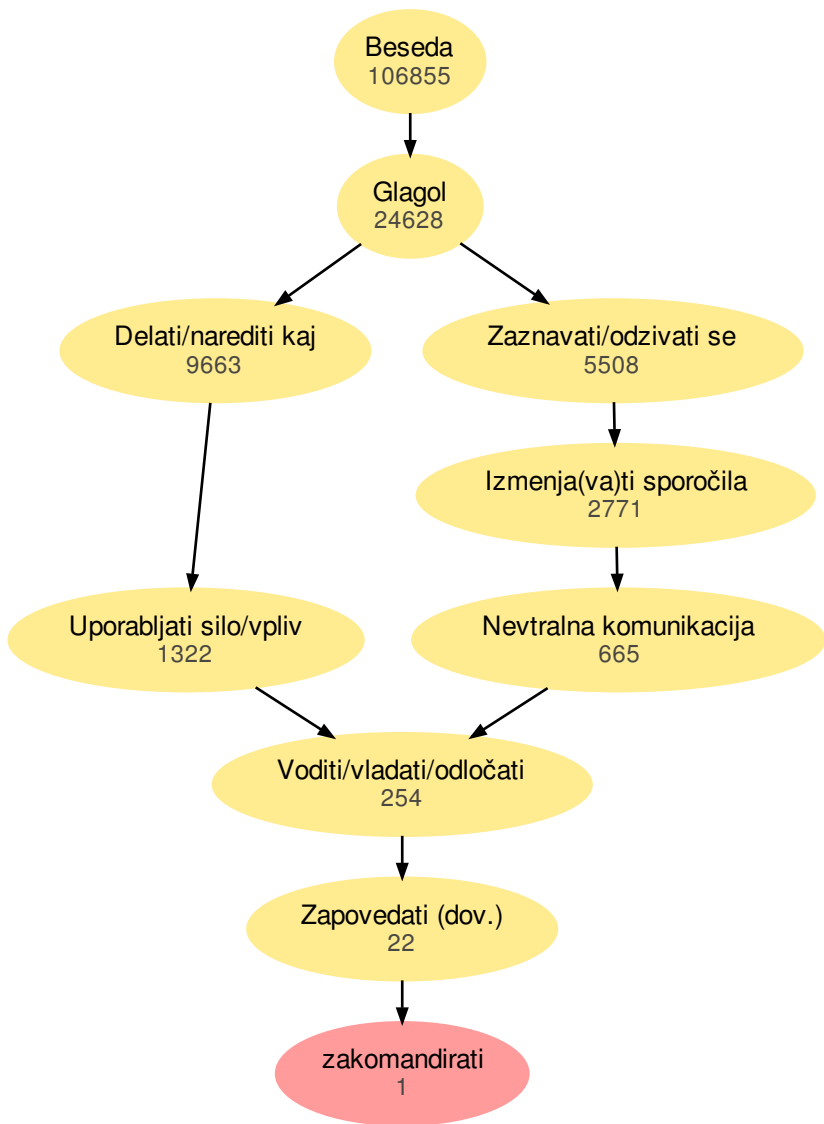 Beseda
106855
Glagol
24628
Delati/narediti kaj
9663
Zaznavati/odzivati se
5508
Izmenja(va)ti sporočila
2771
Uporabljati silo/vpliv
1322
Nevtralna komunikacija
665
Voditi/vladati/odločati
254
Zapovedati (dov.)
22
zakomandirati
1